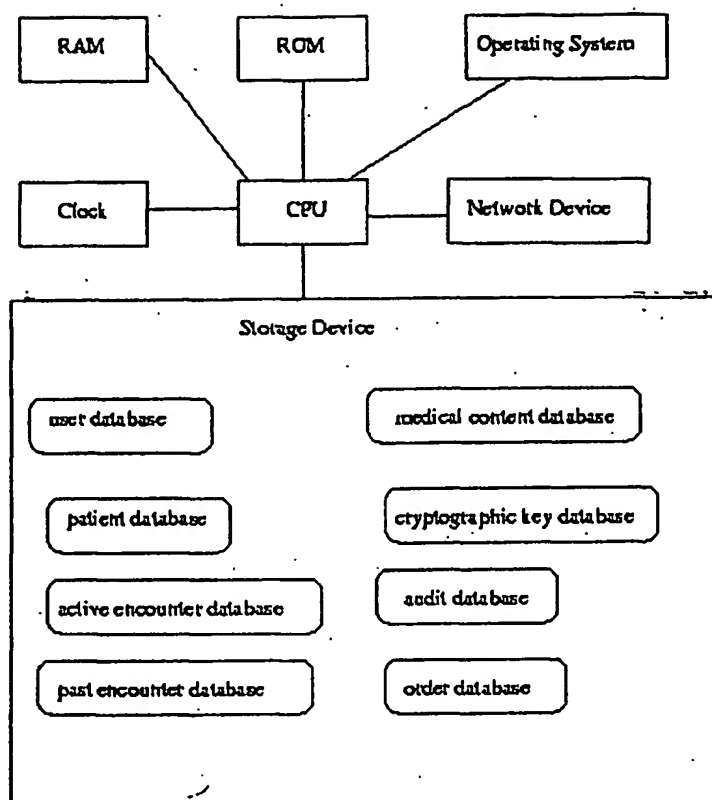 RAM
ROM
Operating System
Clock
CPU
Network Device
Storage Device
user database
medical content database
patient database
cryptographic key database
active encounter database
audit database
past encounter database
order database